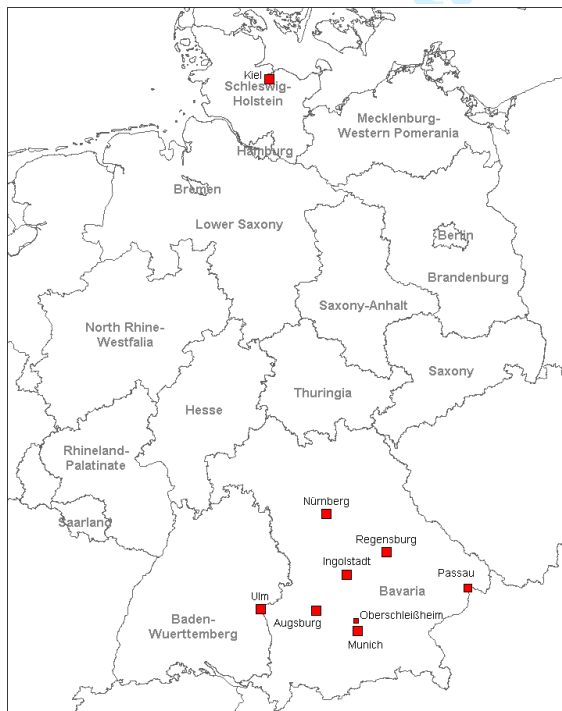 Kiel
Schleswig-
Holstein
Mecklenburg-
Western Pomerania
Hamburg
Bremen
Lower Saxony
Berlin
Brandenburg
Saxony-Anhalt
North Rhine-
Westfalia
Saxony
Thuringia
Hesse
Rhineland-
Palatinate
Saarland
Nürnberg
Regensburg
Ingolstadt
Passau
Bavaria
Ulm
Augsburg
Oberschleißheim
Baden-
Wuerttemberg
Munich